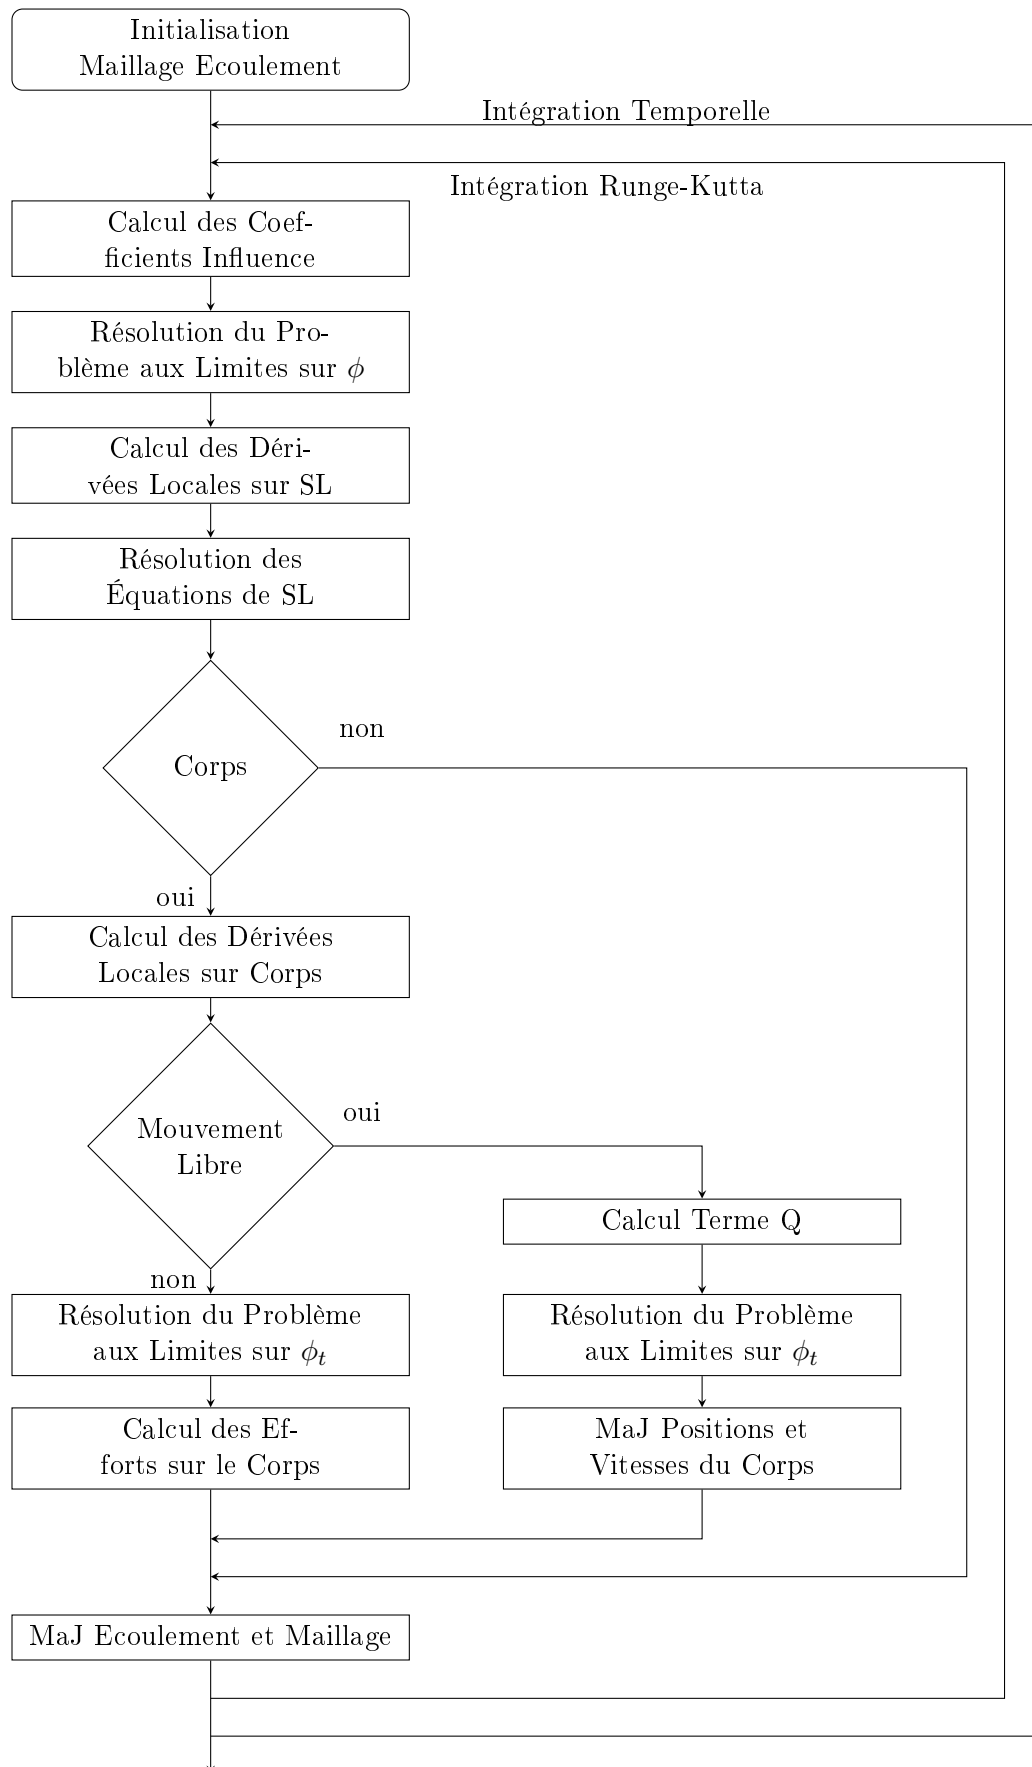 Initialisation
Maillage Ecoulement
Intégration Temporelle
Intégration Runge-Kutta
Calcul des Coef-
ficients Influence
Résolution du Pro-
blème aux Limites sur ϕ
Calcul des Déri-
vées Locales sur SL
Résolution des
Équations de SL
non
Corps
oui
Calcul des Dérivées
Locales sur Corps
oui
Mouvement
Libre
Calcul Terme Q
non
Résolution du Problème
aux Limites sur ϕ_t
Résolution du Problème
aux Limites sur ϕ_t
Calcul des Ef-
forts sur le Corps
MaJ Positions et
Vitesses du Corps
MaJ Ecoulement et Maillage